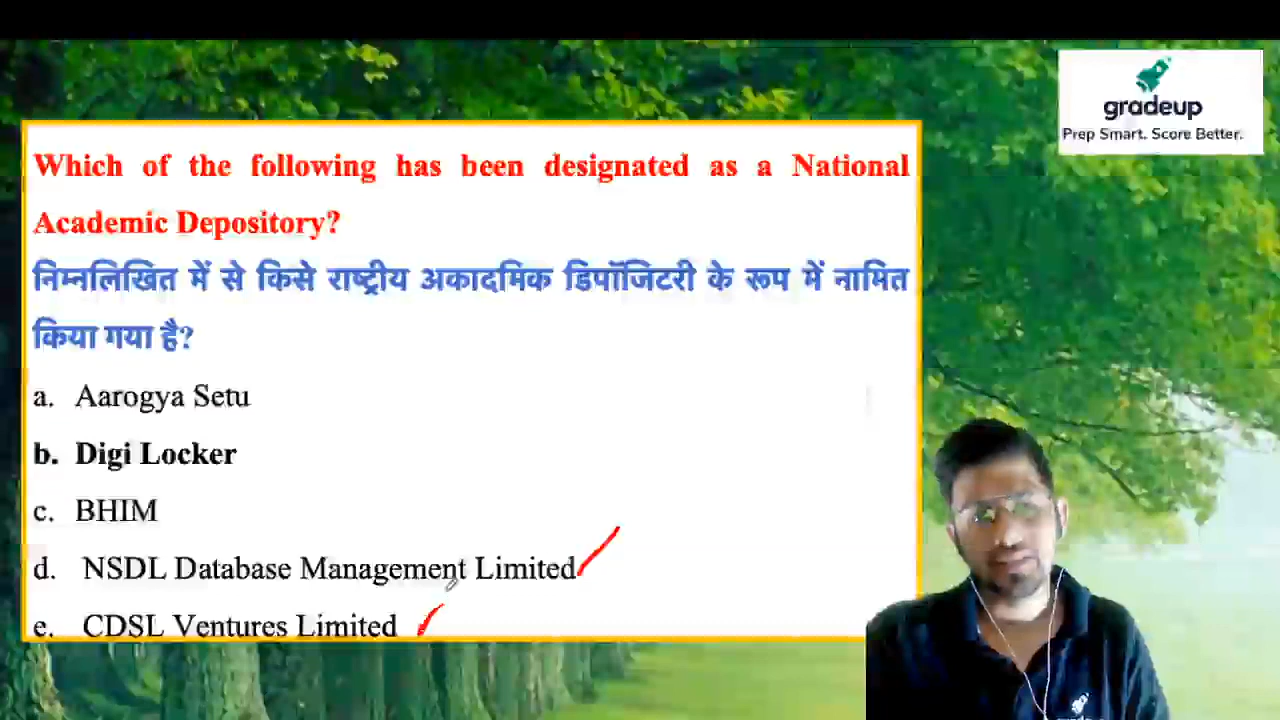 gradeup
Prep Smart. Score Better.
Which of the following has been designated as a National
Academic Depository?
निम्नलिखित में से किसे राष्ट्रीय अकादमिक डिपॉजिटरी के रूप में नामित
किया गया है?
a. Aarogya Setu
b. Digi Locker
c. BHIM
d. NSDL Database Management Limited
e. CDSL Ventures Limited